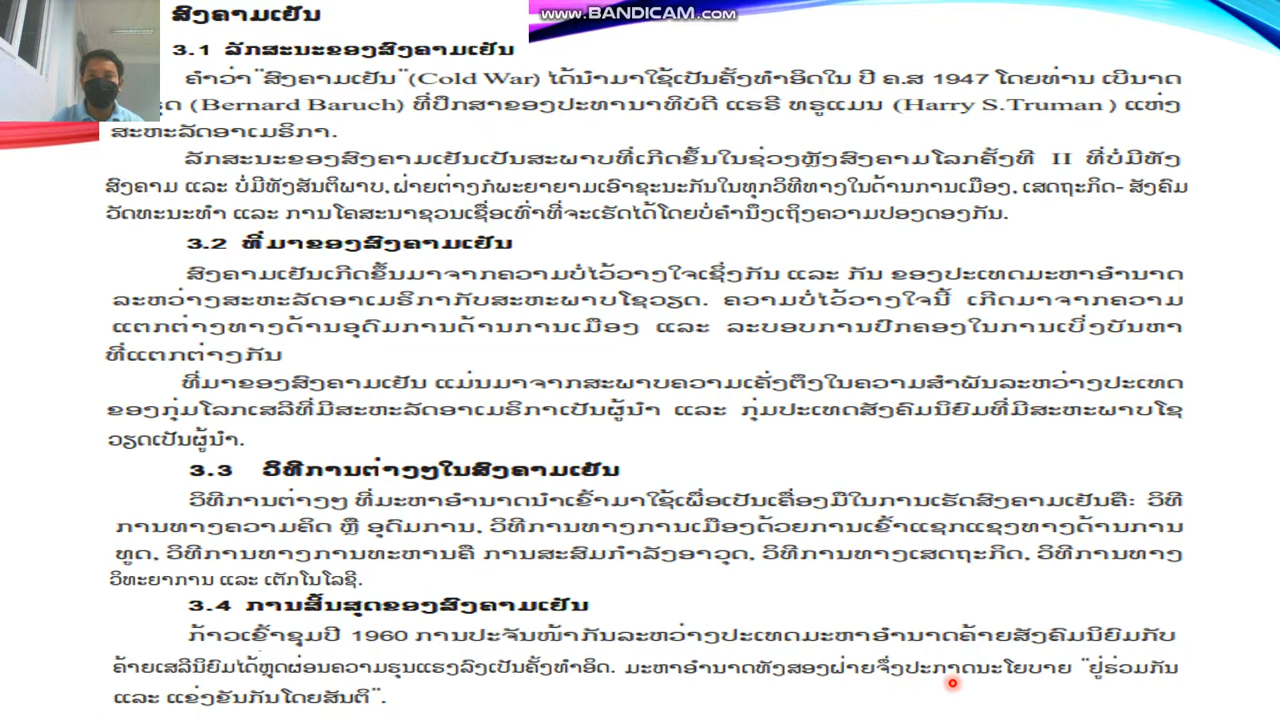 www.BANDICAM.com
ສົງຄາມເຢັນ
3.1 ລັກສະນະຂອງສົງຄາມເຢັນ
ຄຳວ່າ "ສົງຄາມເຢັນ" (Cold War) ໄດ້ນຳມາໃຊ້ເປັນຄັ້ງທຳອິດໃນ ປີ ຄ.ສ 1947 ໂດຍທ່ານ ເບີນາດ
(Bernard Baruch) ທີ່ປຶກສາຂອງປະທານາທິບໍດີ ແຮຣີ ທຣູແມນ (Harry S.Truman ) ແຫ່ງ
ສະຫະລັດອາເມຣິກາ.
ລັກສະນະຂອງສົງຄາມເຢັນເປັນສະພາບທີ່ເກີດຂຶ້ນໃນຊ່ວງຫຼັງສົງຄາມໂລກຄັ້ງທີ II ທີ່ບໍ່ມີທັງ
ສົງຄາມ ແລະ ບໍ່ມີທັງສັນຕິພາບ, ຝ່າຍຕ່າງກໍພະຍາຍາມເອົາຊະນະກັນໃນທຸກວິທີທາງໃນດ້ານການເມືອງ, ເສດຖະກິດ- ສັງຄົມ
ວັດທະນະທຳ ແລະ ການໂຄສະນາຊວນເຊື່ອເທົ່າທີ່ຈະເຮັດໄດ້ໂດຍບໍ່ຄຳນຶງເຖິງຄວາມປອງດອງກັນ.
3.2 ທີ່ມາຂອງສົງຄາມເຢັນ
ສົງຄາມເຢັນເກີດຂຶ້ນມາຈາກຄວາມບໍ່ໄວ້ວາງໃຈເຊິ່ງກັນ ແລະ ກັນ ຂອງປະເທດມະຫາອຳນາດ
ລະຫວ່າງສະຫະລັດອາເມຣິກາກັບສະຫະພາບໂຊວຽດ. ຄວາມບໍ່ໄວ້ວາງໃຈນີ້ ເກີດມາຈາກຄວາມ
ແຕກຕ່າງທາງດ້ານອຸດົມການດ້ານການເມືອງ ແລະ ລະບອບການປົກຄອງໃນການເບິ່ງບັນຫາ
ທີ່ແຕກຕ່າງກັນ
ທີ່ມາຂອງສົງຄາມເຢັນ ແມ່ນມາຈາກສະພາບຄວາມເຄັ່ງຕຶງໃນຄວາມສຳພັນລະຫວ່າງປະເທດ
ຂອງກຸ່ມໂລກເສລີທີ່ມີສະຫະລັດອາເມຣິກາເປັນຜູ້ນຳ ແລະ ກຸ່ມປະເທດສັງຄົມນິຍົມທີ່ມີສະຫະພາບໂຊ
ວຽດເປັນຜູ້ນຳ.
3.3 ວິທີການຕ່າງໆໃນສົງຄາມເຢັນ
ວິທີການຕ່າງໆ ທີ່ມະຫາອຳນາດນຳເຂົ້າມາໃຊ້ເພື່ອເປັນເຄື່ອງມືໃນການເຮັດສົງຄາມເຢັນຄື: ວິທີ
ການທາງຄວາມຄິດ ຫຼື ອຸດົມການ, ວິທີການທາງການເມືອງດ້ວຍການເຂົ້າແຊກແຊງທາງດ້ານການ
ທູດ, ວິທີການທາງການທະຫານຄື ການສະສົມກຳລັງອາວຸດ, ວິທີການທາງເສດຖະກິດ, ວິທີການທາງ
ວິທະຍາການ ແລະ ເຕັກໂນໂລຊີ.
3.4 ການສິ້ນສຸດຂອງສົງຄາມເຢັນ
ກ້າວເຂົ້າຊຸມປີ 1960 ການປະຈັນໜ້າກັນລະຫວ່າງປະເທດມະຫາອຳນາດຄ້າຍສັງຄົມນິຍົມກັບ
ຄ້າຍເສລີນິຍົມໄດ້ຫຼຸດຜ່ອນຄວາມຮຸນແຮງລົງເປັນຄັ້ງທຳອິດ. ມະຫາອຳນາດທັງສອງຝ່າຍຈຶ່ງປະກາດນະໂຍບາຍ "ຢູ່ຮ່ວມກັນ
ແລະ ແຂ່ງຂັນກັນໂດຍສັນຕິ".